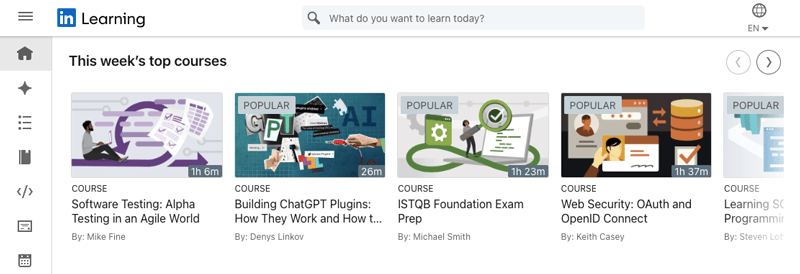 in Learning
What do you want to learn today?
EN
This week's top courses
POPULAR
GPT
AI
1h 6m
26m
POPULAR
1h 23m
POPULAR
1h 37m
POPULAR
COURSE
Software Testing: Alpha
Testing in an Agile World
By: Mike Fine
COURSE
Building ChatGPT Plugins:
How They Work and How t...
By: Denys Linkov
COURSE
ISTQB Foundation Exam
Prep
By: Michael Smith
COURSE
Web Security: OAuth and
OpenID Connect
By: Keith Casey
COURSE
Learning
Programmin
By: Steven